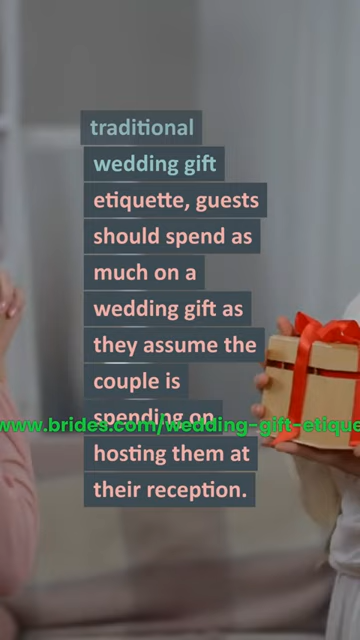 traditional
wedding gift
etiquette, guests
should spend as
much on a
wedding gift as
they assume the
couple is
spending on
www.brides.com/wedding-gift-etique
hosting them at
their reception.